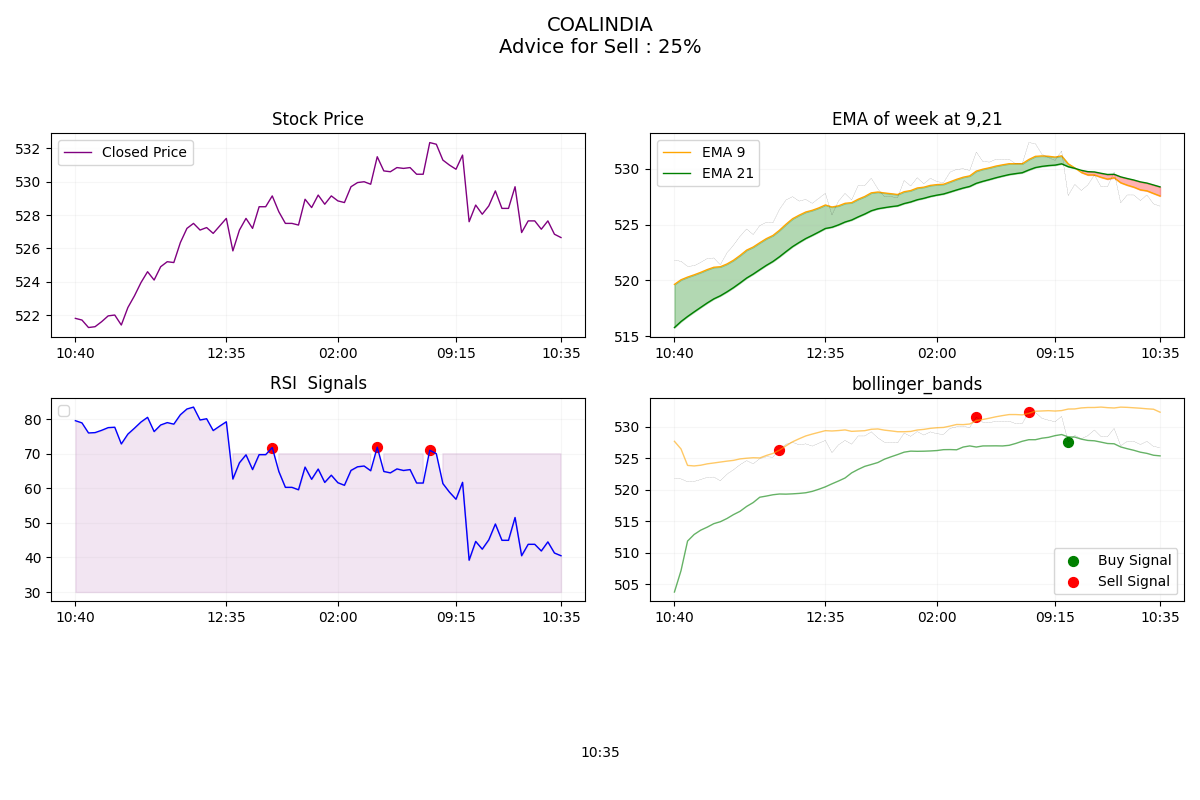 COALINDIA
Advice for Sell : 25%
Stock Price
532
530
528
526
524
522
Closed Price
10:40 12:35 02:00 09:15 10:35
EMA of week at 9,21
530
525
520
515
EMA 9
EMA 21
10:40 12:35 02:00 09:15 10:35
RSI  Signals
80
70
60
50
40
30
10:40 12:35 02:00 09:15 10:35
bollinger_bands
530
525
520
515
510
505
Buy Signal
Sell Signal
10:40 12:35 02:00 09:15 10:35
10:35